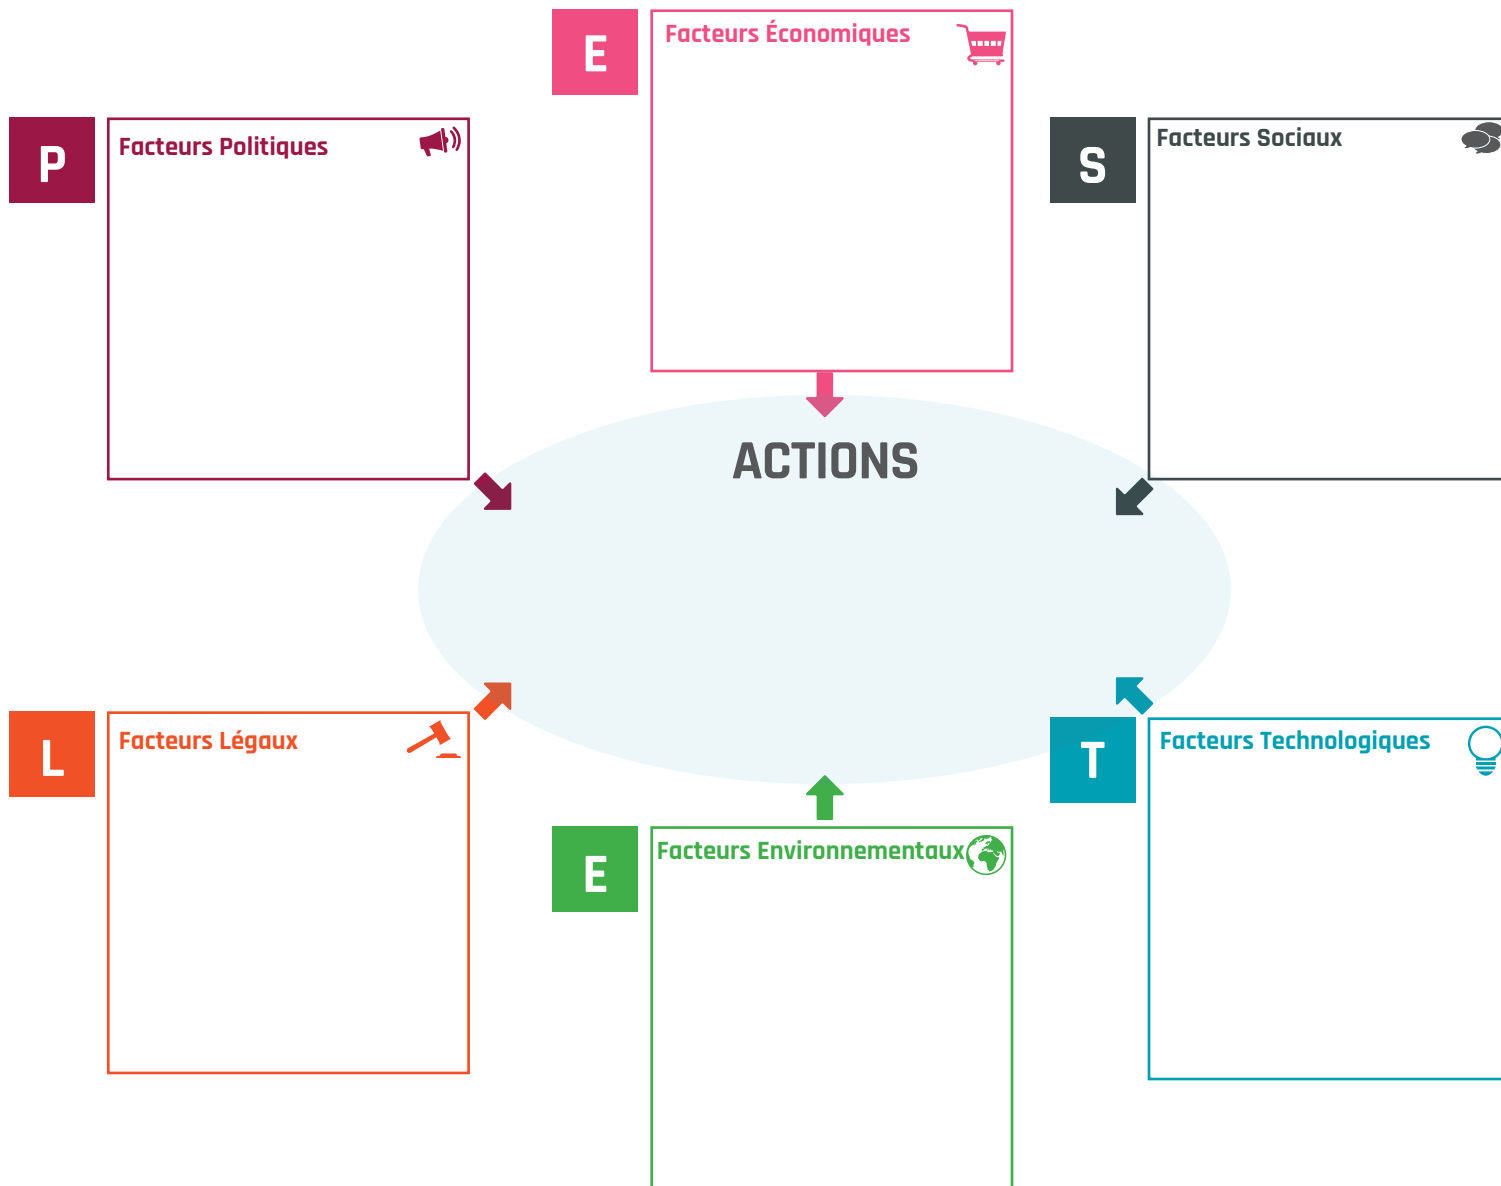 E
Facteurs Économiques
P
Facteurs Politiques
S
Facteurs Sociaux
ACTIONS
L
Facteurs Légaux
T
Facteurs Technologiques
E
Facteurs Environnementaux